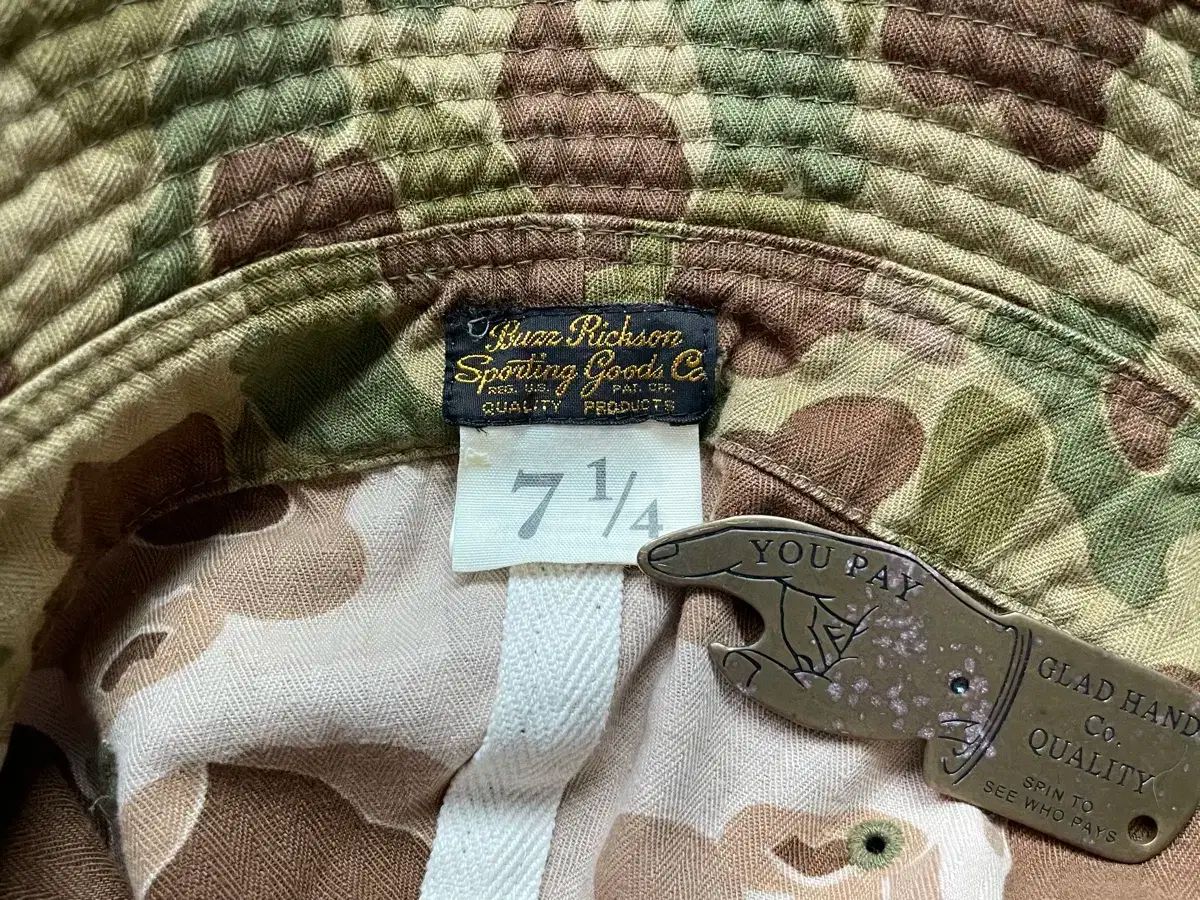 Buzz Rickson
Sporting Goods Co
REG. U.S. PAT. OFF
QUALITY PRODUCTS
7 1/4
YOU PAY
GLAD HAND
Co.
QUALITY
SPIN TO
SEE WHO PAYS